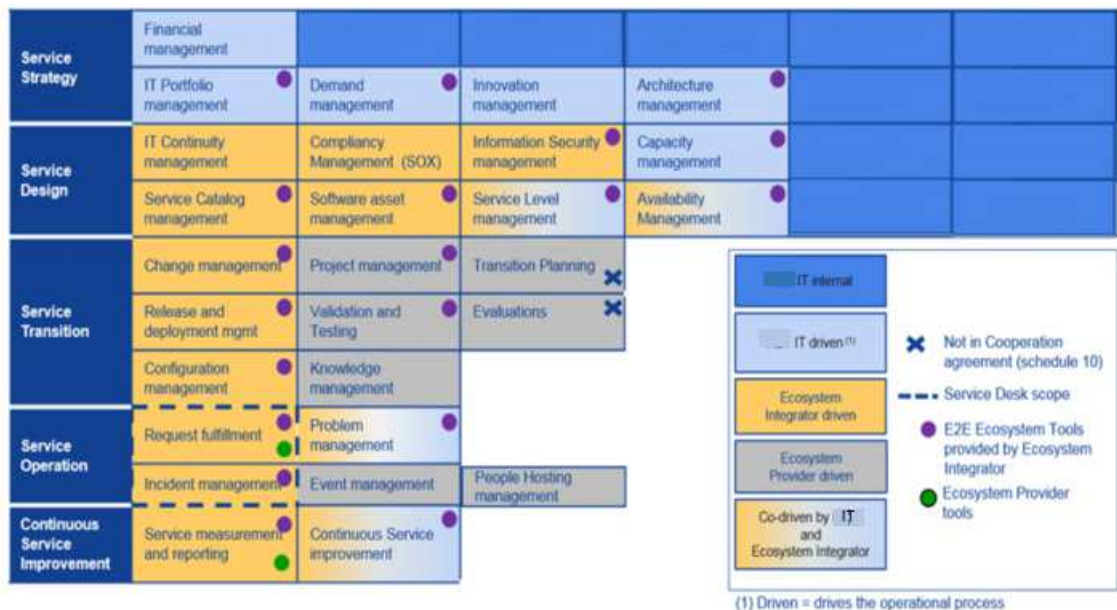 Service
Strategy
Financial
management
IT Portfolio
management
Demand
management
Innovation
management
Architecture
management
Service
Design
IT Continuity
management
Compliancy
Management (SOX)
Information Security
management
Capacity
management
Service Catalog
management
Software asset
management
Service Level
management
Availability
Management
Service
Transition
Change management
Project management
Transition Planning
Release and
deployment mgmt
Validation and
Testing
Evaluations
Configuration
management
Knowledge
management
Service
Operation
Request fulfillment
Problem
management
Incident management
Event management
People Hosting
management
Continuous
Service
Improvement
Service measurement
and reporting
Continuous Service
improvement
IT internal
IT driven (1)
Ecosystem
Integrator driven
Ecosystem
Provider driven
Co-driven by IT
and
Ecosystem Integrator
Not in Cooperation
agreement (schedule 10)
Service Desk scope
E2E Ecosystem Tools
provided by Ecosystem
Integrator
Ecosystem Provider
tools
(1) Driven = drives the operational process